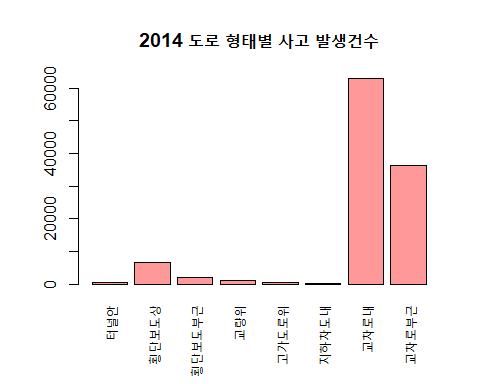 2014 도로 형태별 사고 발생건수
60000
40000
20000
0
터널안
횡단보도상
횡단보도부근
교량위
고가도로위
지하차도내
교차로내
교차로부근